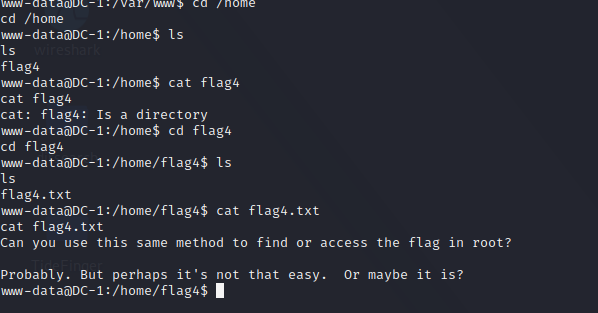 www-data@DC-1:/var/www$ cd /home
cd /home
www-data@DC-1:/home$ ls
ls
flag4
www-data@DC-1:/home$ cat flag4
cat flag4
cat: flag4: Is a directory
www-data@DC-1:/home$ cd flag4
cd flag4
www-data@DC-1:/home/flag4$ ls
ls
flag4.txt
www-data@DC-1:/home/flag4$ cat flag4.txt
cat flag4.txt
Can you use this same method to find or access the flag in root?
Probably. But perhaps it's not that easy.  Or maybe it is?
www-data@DC-1:/home/flag4$
wireshark